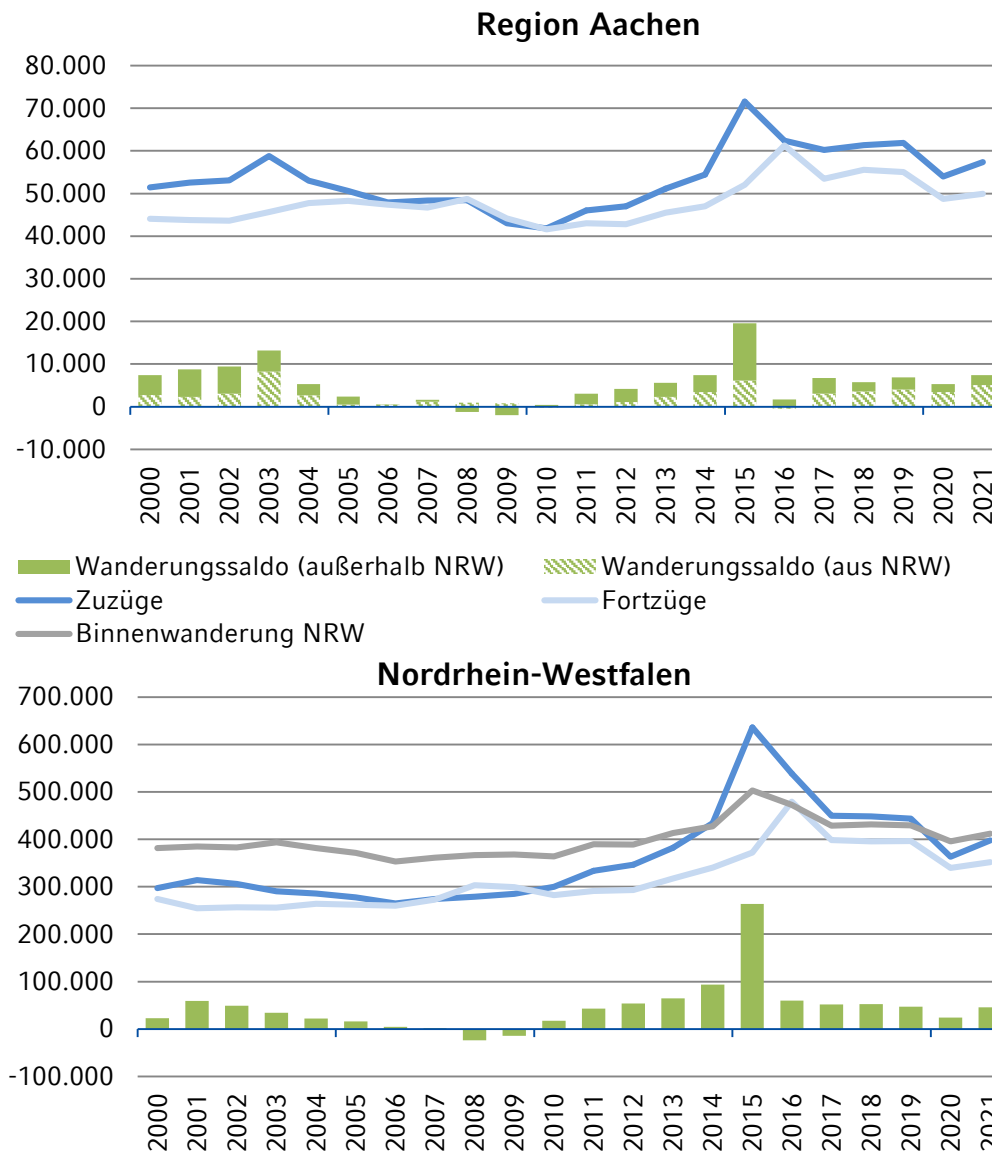 Region Aachen
80.000
70.000
60.000
50.000
40.000
30.000
20.000
10.000
0
-10.000
2000 2001 2002 2003 2004 2005 2006 2007 2008 2009 2010 2011 2012 2013 2014 2015 2016 2017 2018 2019 2020 2021
Wanderungssaldo (außerhalb NRW) Wanderungssaldo (aus NRW)
Zuzüge Fortzüge
Binnenwanderung NRW
Nordrhein-Westfalen
700.000
600.000
500.000
400.000
300.000
200.000
100.000
0
-100.000
2000 2001 2002 2003 2004 2005 2006 2007 2008 2009 2010 2011 2012 2013 2014 2015 2016 2017 2018 2019 2020 2021